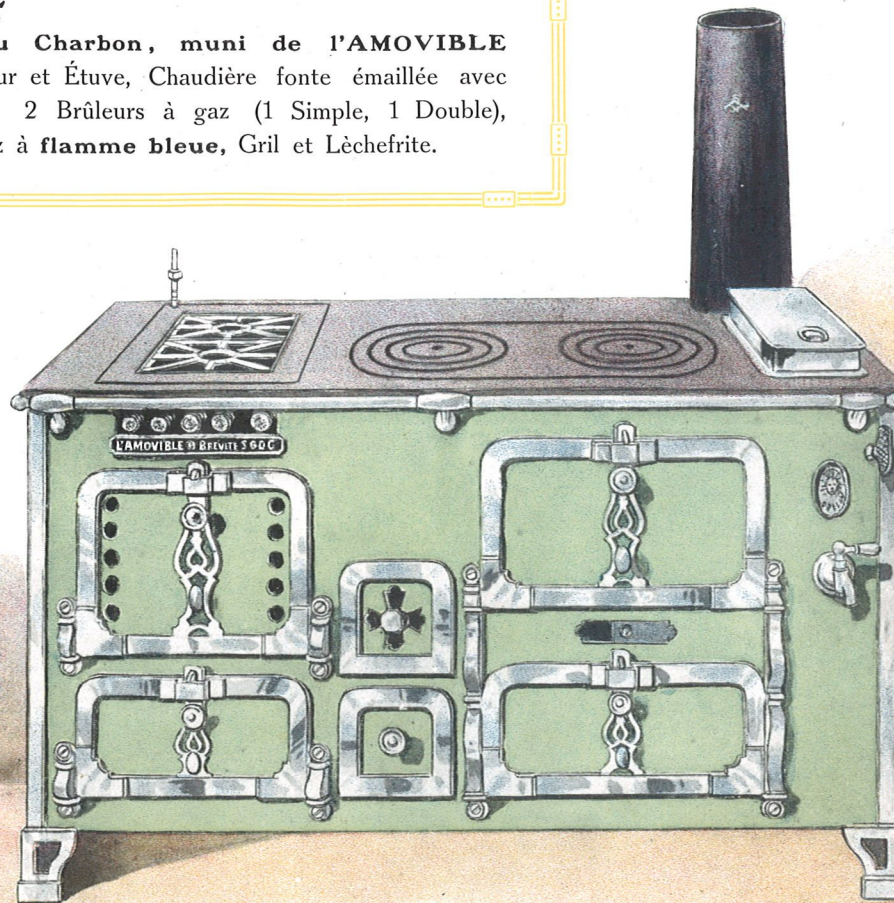 u Charbon, muni de l'AMOVIBLE
ur et Étuve, Chaudière fonte émaillée avec
2 Brûleurs à gaz (1 Simple, 1 Double),
z à flamme bleue, Gril et Lèchefrite.
L'AMOVIBLE BREVETE S.G.D.G